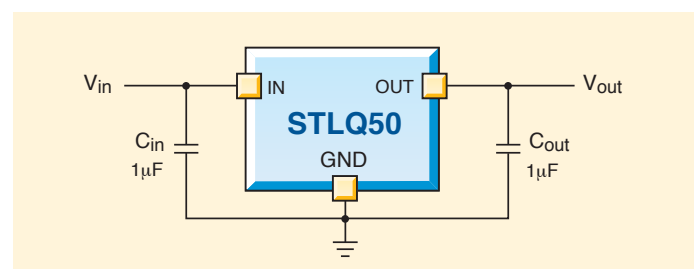 Vin
IN
OUT
Vout
STLQ50
Cin
1µF
GND
Cout
1µF